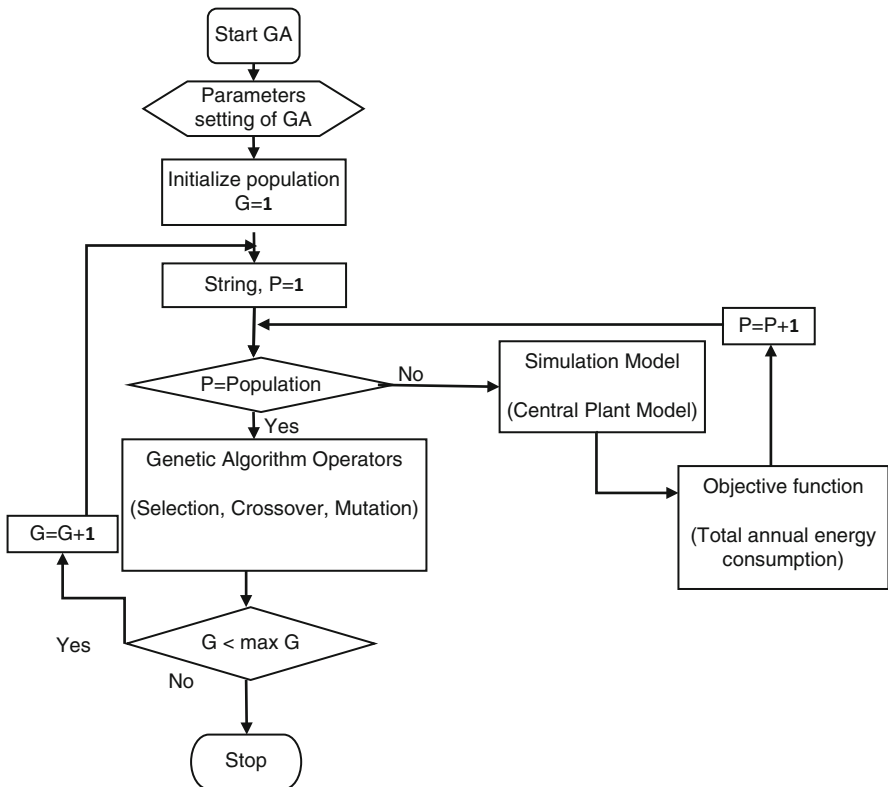 Start GA
Parameters
setting of GA
Initialize population
G=1
String, P=1
P=P+1
P=Population
No
Simulation Model
(Central Plant Model)
Yes
Genetic Algorithm Operators
(Selection, Crossover, Mutation)
Objective function
(Total annual energy
consumption)
G=G+1
G < max G
Yes
No
Stop